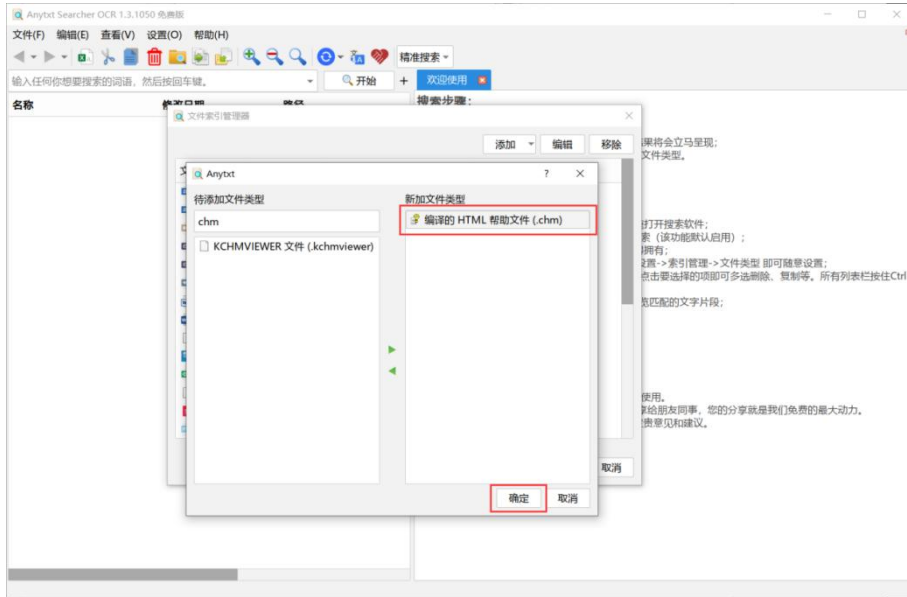 Anytxt Searcher OCR 1.3.1050 免费版
文件(F) 编辑(E) 查看(V) 设置(O) 帮助(H)
精准搜索
输入任何你想要搜索的词语，然后按回车键。 开始 + 欢迎使用
名称 修改日期 路径 搜索步骤：
文件索引管理器
添加 编辑 移除
果将会立马呈现;
文件类型。
Anytxt ? ×
待添加文件类型 新加文件类型
chm 编译的 HTML 帮助文件 (.chm)
KCHMVIEWER 文件 (.kchmviewer)
打开搜索软件;
索（该功能默认启用）;
拥有;
设置->索引管理->文件类型 即可随意设置;
点击要选择的项即可多选删除、复制等。所有列表栏按住Ctrl
览匹配的文字片段;
使用。
享给朋友同事，您的分享就是我们免费的最大动力。
贵意见和建议。
取消
确定 取消